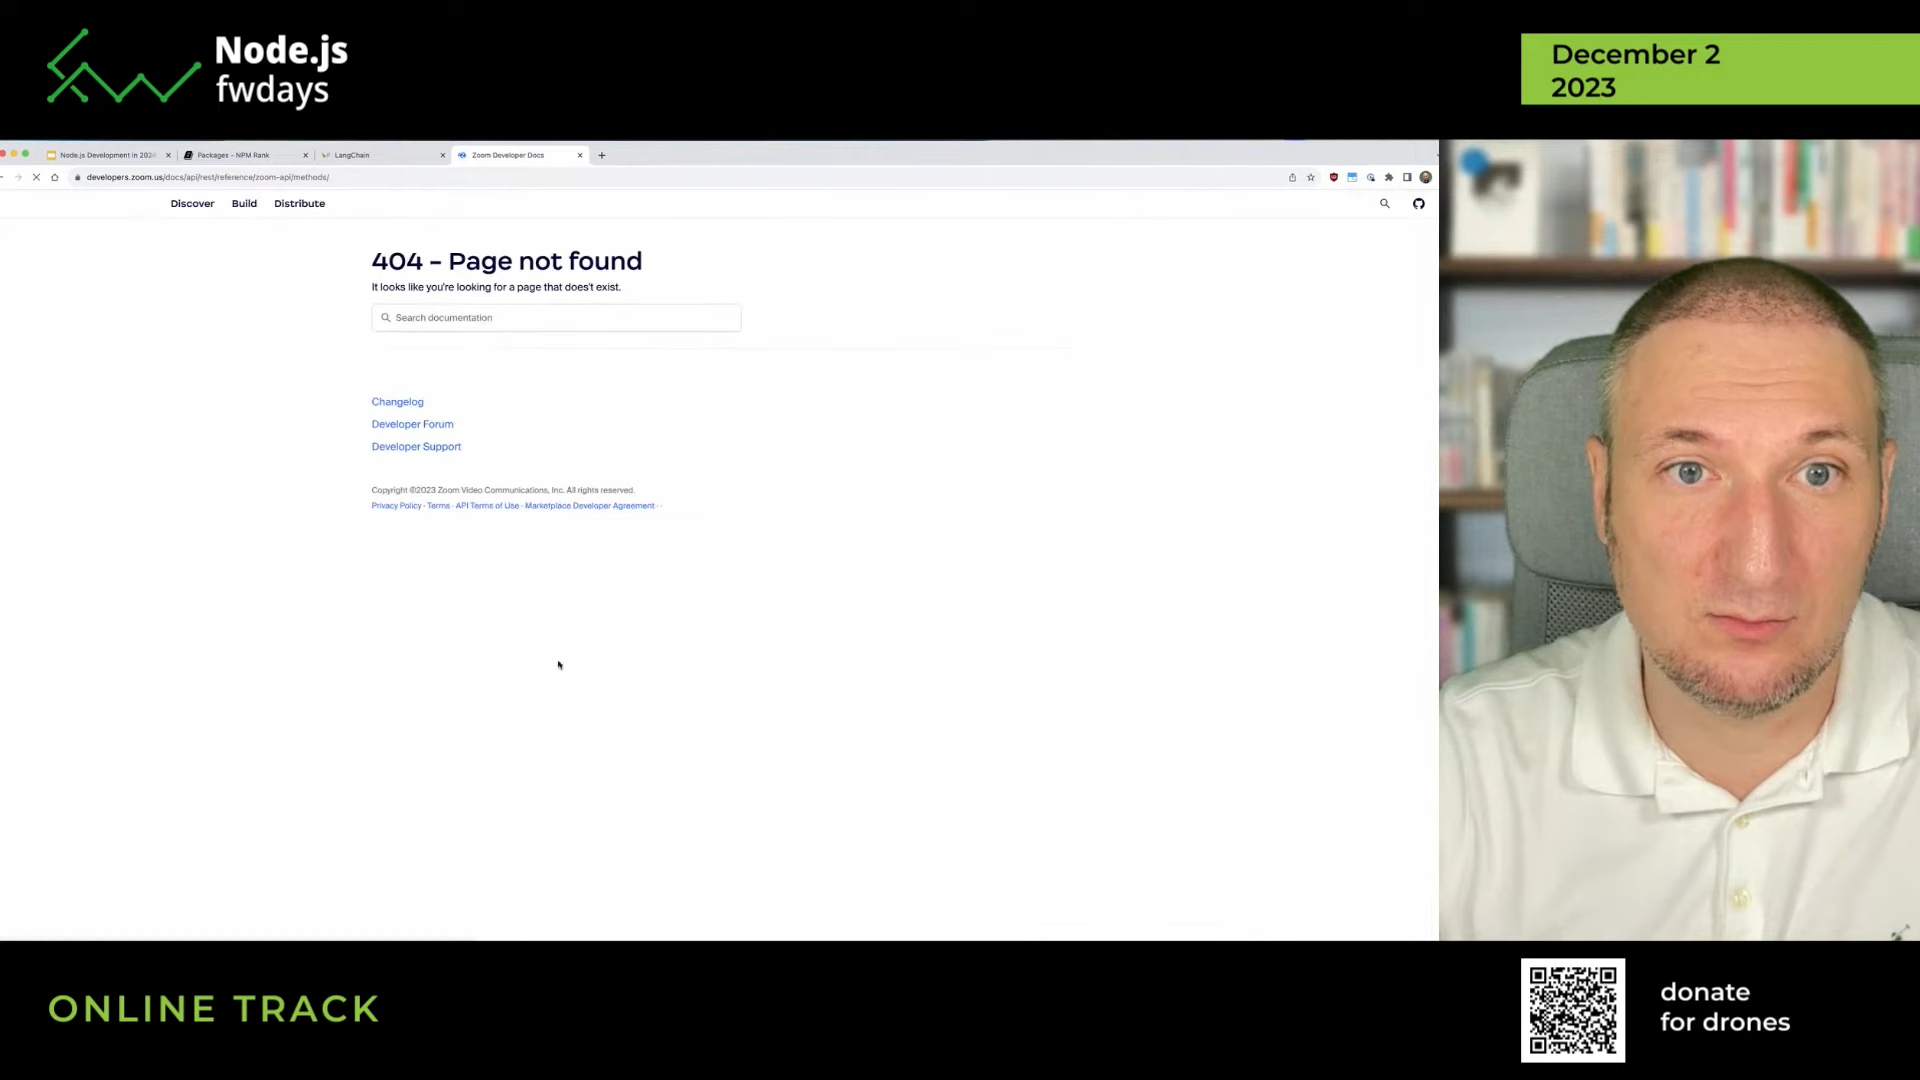 Node.js
fwdays
December 2
2023
Node.js Development in 2024
Packages - NPM Rank
LangChain
Zoom Developer Docs
developers.zoom.us/docs/api/rest/reference/zoom-api/methods/
Discover
Build
Distribute
404 – Page not found
It looks like you're looking for a page that does't exist.
Search documentation
Changelog
Developer Forum
Developer Support
Copyright ©2023 Zoom Video Communications, Inc. All rights reserved.
Privacy Policy · Terms · API Terms of Use · Marketplace Developer Agreement · ·
ONLINE TRACK
donate
for drones